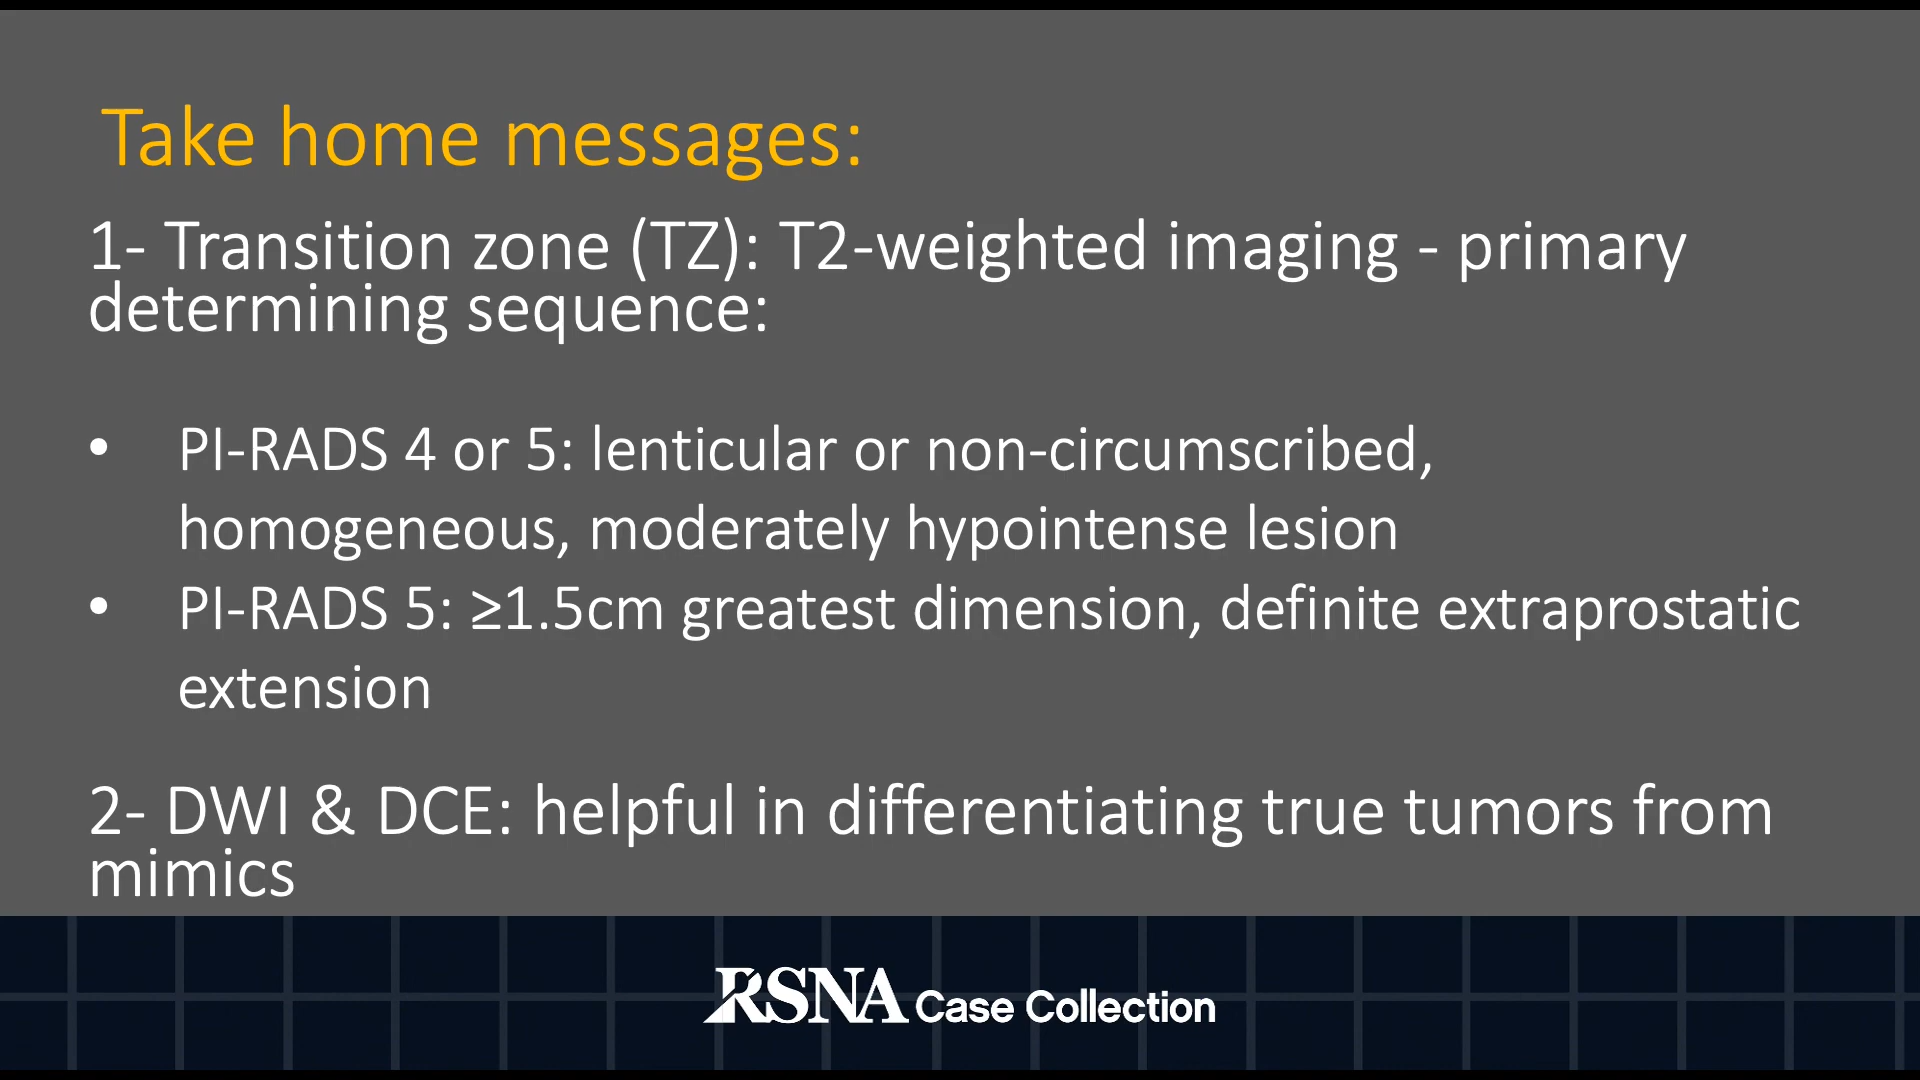 Take home messages:
1- Transition zone (TZ): T2-weighted imaging - primary
determining sequence:
• PI-RADS 4 or 5: lenticular or non-circumscribed,
homogeneous, moderately hypointense lesion
• PI-RADS 5: ≥1.5cm greatest dimension, definite extraprostatic
extension
2- DWI & DCE: helpful in differentiating true tumors from
mimics
RSNA Case Collection